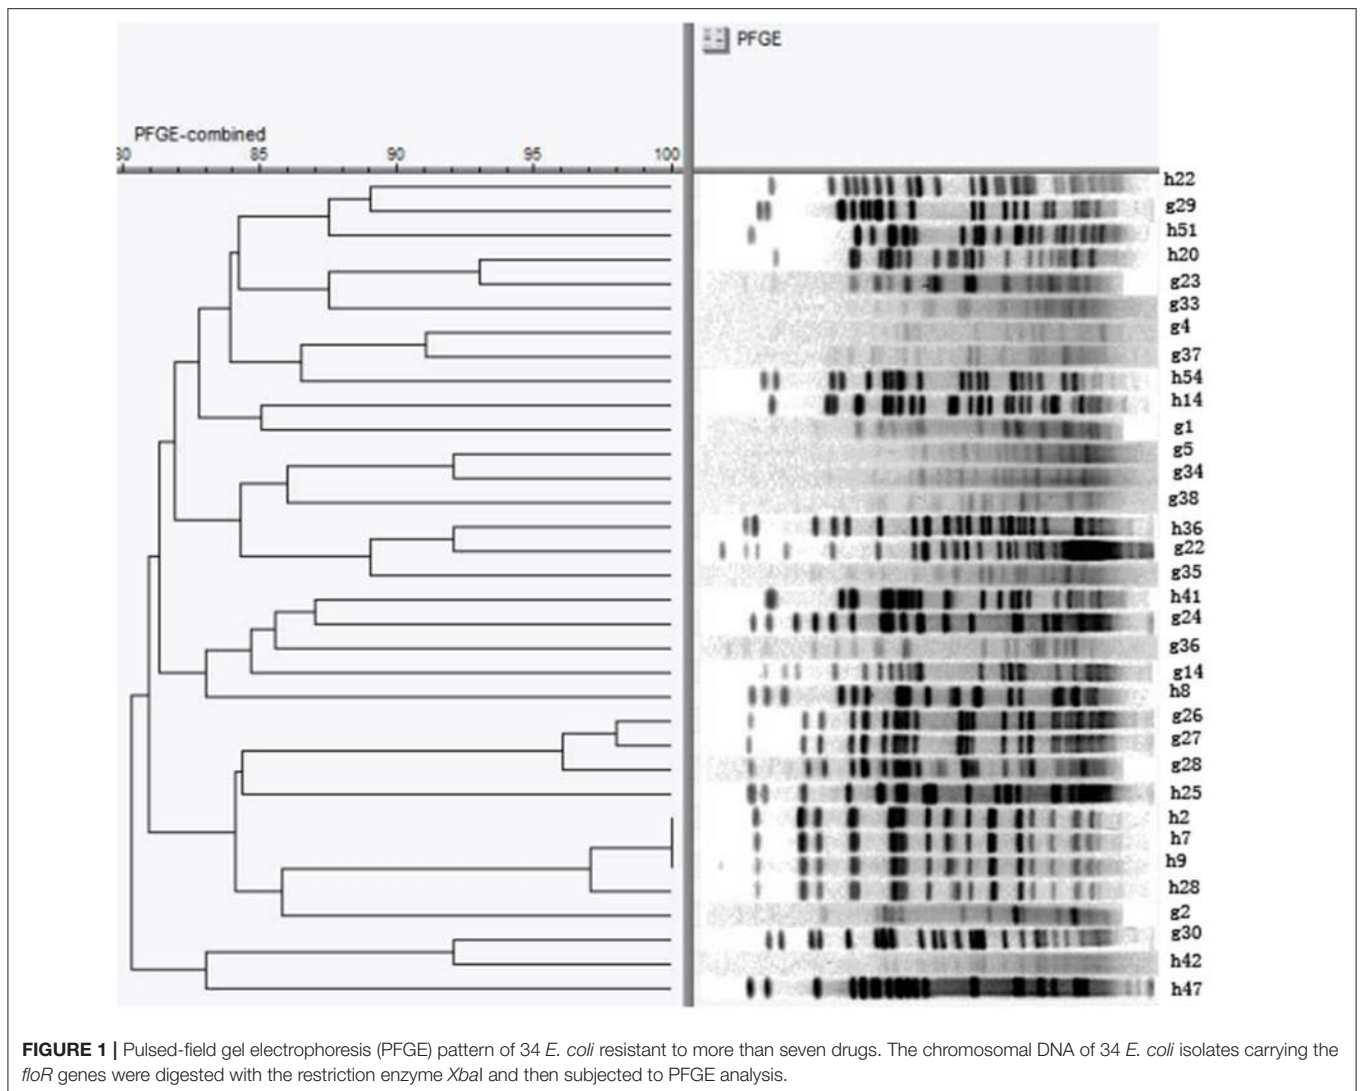 PFGE
PFGE-combined
80 85 90 95 100
h22
g29
h51
h20
g23
g33
g4
g37
h54
h14
g1
g5
g34
g38
h36
g22
g35
h41
g24
g36
g14
h8
g26
g27
g28
h25
h2
h7
h9
h28
g2
g30
h42
h47
FIGURE 1 | Pulsed-field gel electrophoresis (PFGE) pattern of 34 E. coli resistant to more than seven drugs. The chromosomal DNA of 34 E. coli isolates carrying the
floR genes were digested with the restriction enzyme XbaI and then subjected to PFGE analysis.